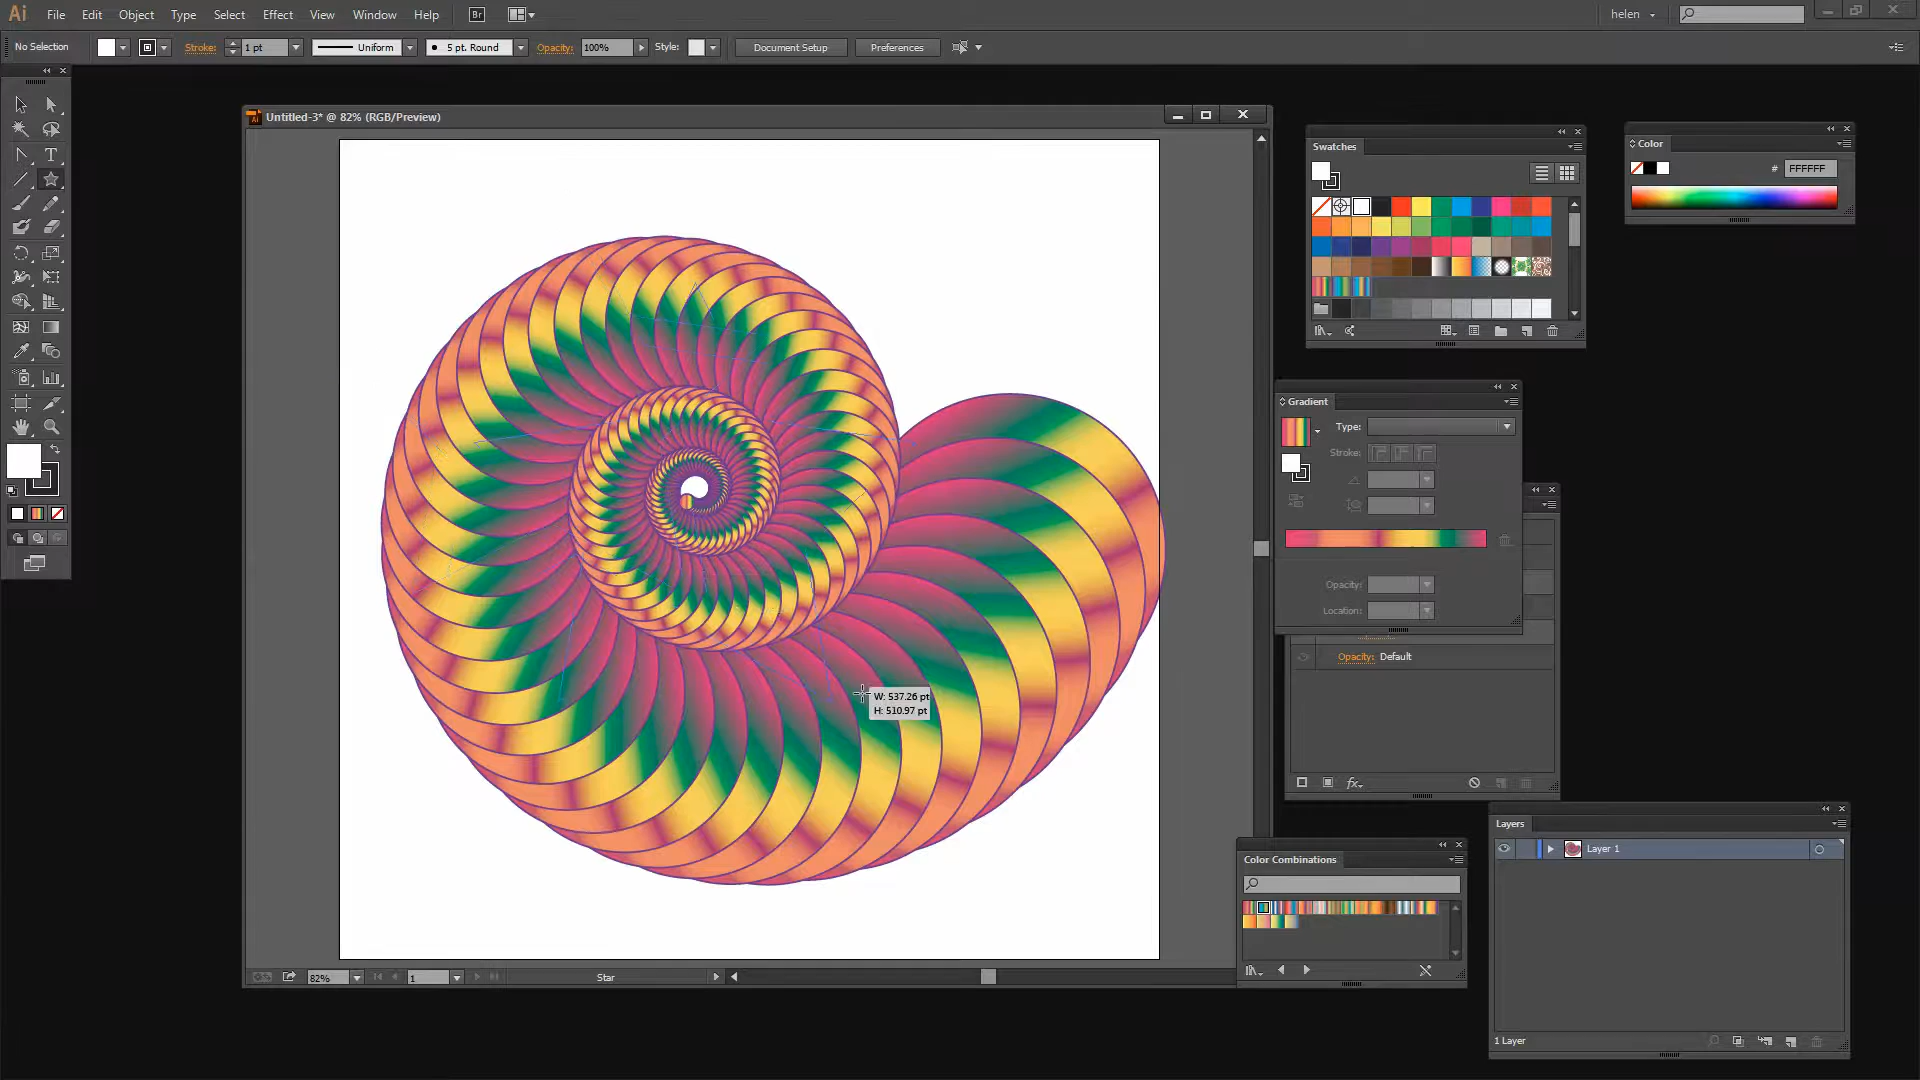 Ai File Edit Object Type Select Effect View Window Help Br helen
No Selection Stroke: 1 pt Uniform 5 pt. Round Opacity: 100% Style: Document Setup Preferences
Untitled-3* @ 82% (RGB/Preview)
Swatches
Color
# FFFFFF
Gradient
Type:
Stroke:
Opacity:
Location:
Opacity: Default
W: 537.26 pt
H: 510.97 pt
fx
Layers
Layer 1
Color Combinations
82% 1 Star
1 Layer